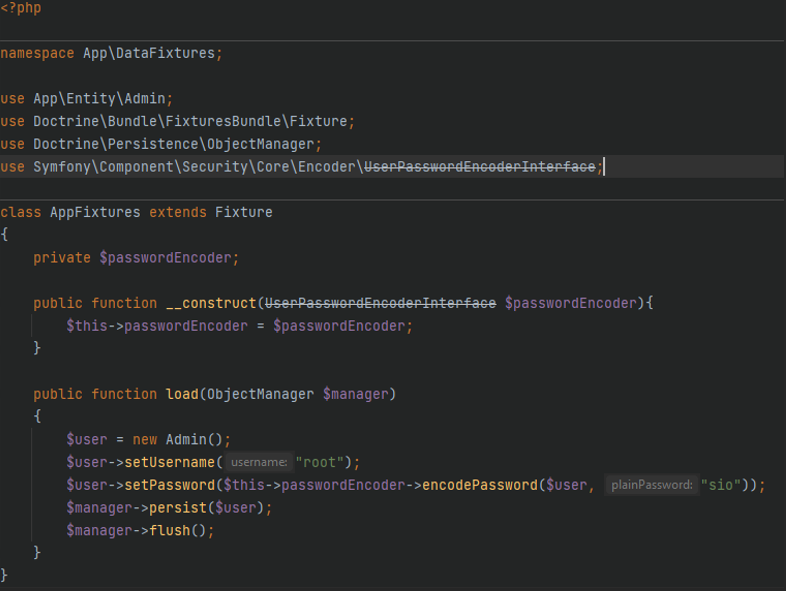 <?php
namespace App\DataFixtures;
use App\Entity\Admin;
use Doctrine\Bundle\FixturesBundle\Fixture;
use Doctrine\Persistence\ObjectManager;
use Symfony\Component\Security\Core\Encoder\UserPasswordEncoderInterface;
class AppFixtures extends Fixture
{
    private $passwordEncoder;
    public function __construct(UserPasswordEncoderInterface $passwordEncoder){
        $this->passwordEncoder = $passwordEncoder;
    }
    public function load(ObjectManager $manager)
    {
        $user = new Admin();
        $user->setUsername( username: "root");
        $user->setPassword($this->passwordEncoder->encodePassword($user, plainPassword: "sio"));
        $manager->persist($user);
        $manager->flush();
    }
}